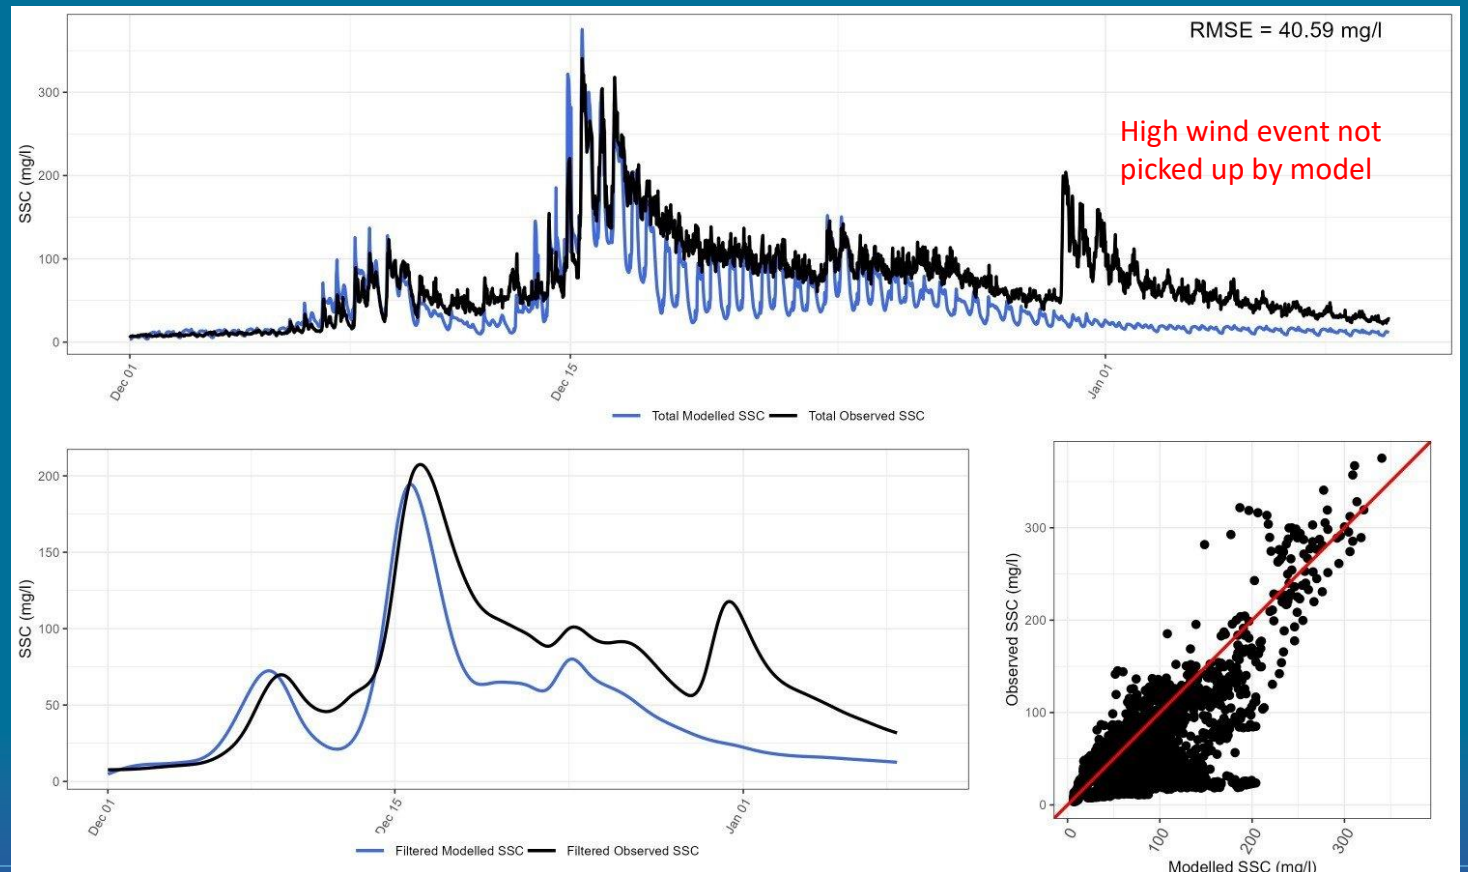 RMSE = 40.59 mg/l
High wind event not
picked up by model
SSC (mg/l)
300
200
100
0
Dec 01
Dec 15
Jan 01
Total Modelled SSC
Total Observed SSC
SSC (mg/l)
200
150
100
50
0
Dec 01
Dec 15
Jan 01
Filtered Modelled SSC
Filtered Observed SSC
Observed SSC (mg/l)
300
200
100
0
0
100
200
300
Modelled SSC (mg/l)